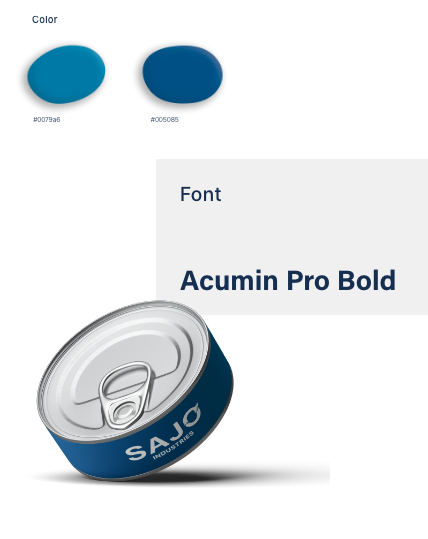 Color
#0079a6
#005085
Font
Acumin Pro Bold
SAJO
INDUSTRIES